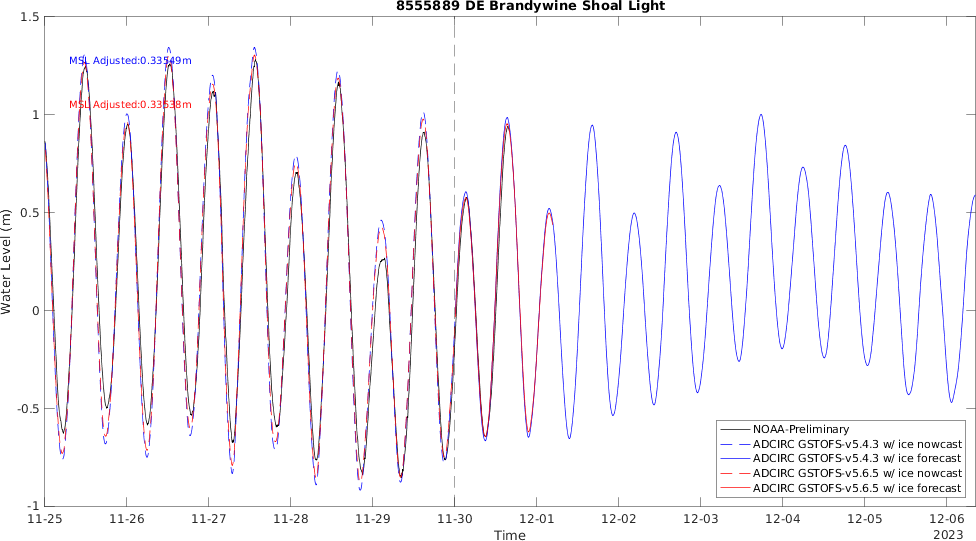 8555889 DE Brandywine Shoal Light
1.5
MSL Adjusted:0.33549m
MSL Adjusted:0.33538m
1
0.5
0
-0.5
-1
Water Level (m)
NOAA-Preliminary
ADCIRC GSTOFS-v5.4.3 w/ ice nowcast
ADCIRC GSTOFS-v5.4.3 w/ ice forecast
ADCIRC GSTOFS-v5.6.5 w/ ice nowcast
ADCIRC GSTOFS-v5.6.5 w/ ice forecast
11-25 11-26 11-27 11-28 11-29 11-30 12-01 12-02 12-03 12-04 12-05 12-06
Time
2023